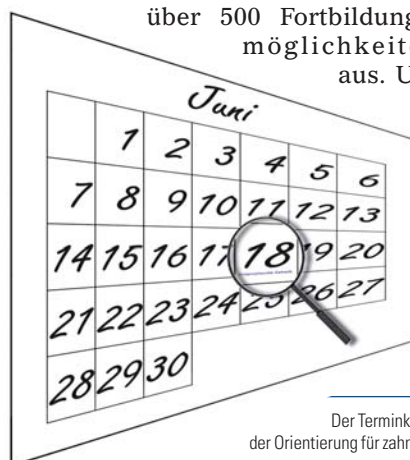 über 500 Fortbildung
möglichkeite
aus. U
Juni
1 2 3 4 5 6
7 8 9 10 11 12 13
14 15 16 17 18 19 20
21 22 23 24 25 26 27
28 29 30
Der Termink
der Orientierung für zahn